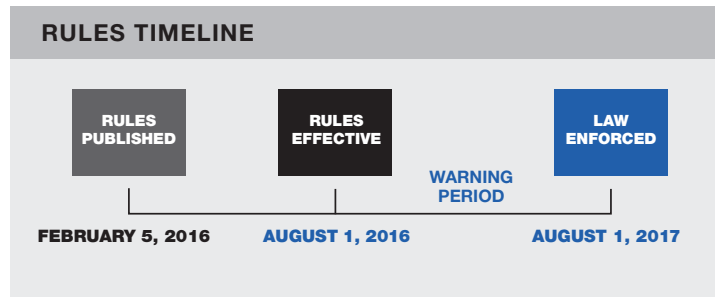 RULES TIMELINE
RULES
PUBLISHED
RULES
EFFECTIVE
LAW
ENFORCED
WARNING
PERIOD
FEBRUARY 5, 2016
AUGUST 1, 2016
AUGUST 1, 2017